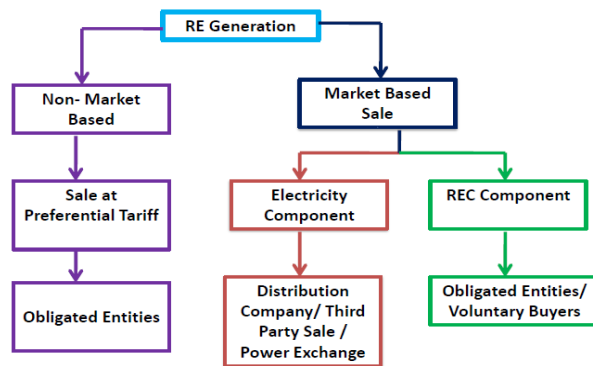 RE Generation
Non- Market
Based
Market Based
Sale
Sale at
Preferential Tariff
Electricity
Component
REC Component
Obligated Entities
Distribution
Company/ Third
Party Sale /
Power Exchange
Obligated Entities/
Voluntary Buyers